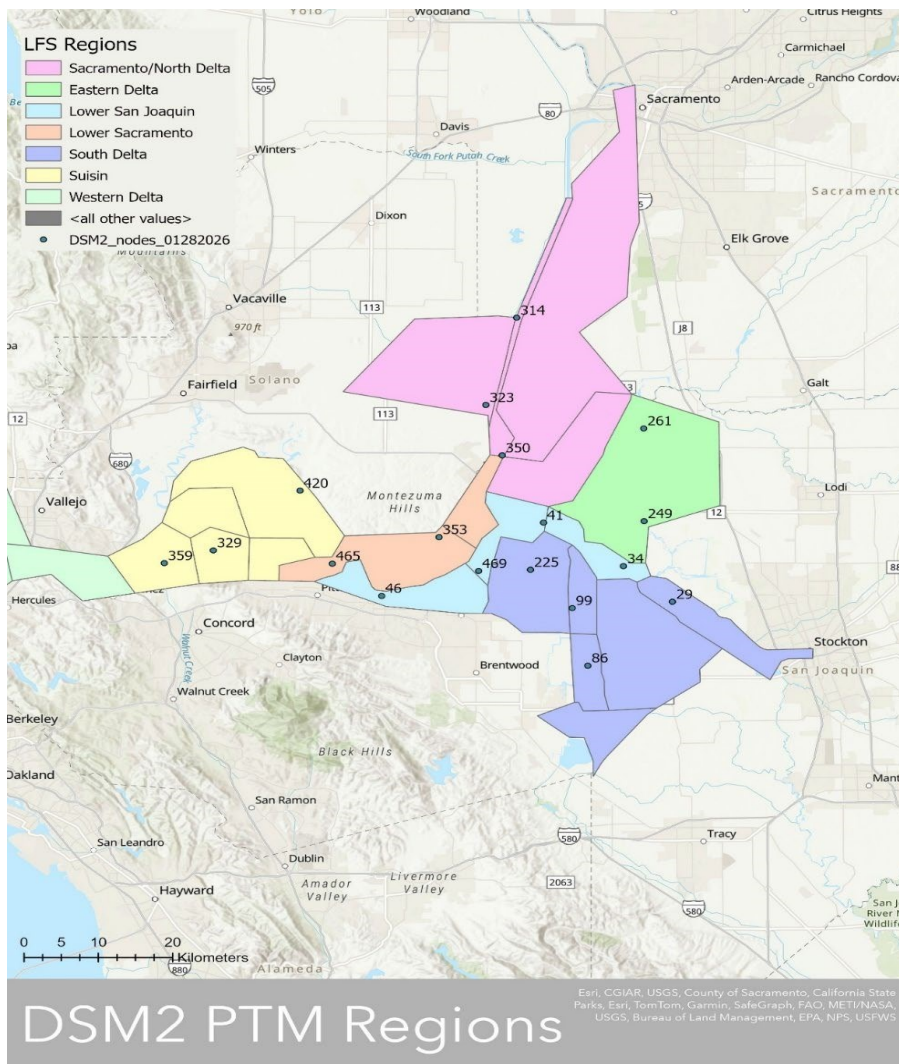 Woodland
Citrus Heights
LFS Regions
Sacramento/North Delta
Eastern Delta
Lower San Joaquin
Lower Sacramento
South Delta
Suisin
Western Delta
<all other values>
DSM2_nodes_01282026
Yolo
505
Carmichael
Arden-Arcade
Rancho Cordova
80
Sacramento
Davis
South Fork Putah Creek
Winters
Sacramento
Dixon
Elk Grove
Mountains
Vacaville
113
314
970 ft
J8
Fairfield
Solano
Galt
12
113
323
261
680
350
420
Montezuma
Hills
Lodi
Vallejo
41
249
12
353
329
359
465
469
225
34
88
46
99
29
Hercules
Concord
Stockton
Clayton
Brentwood
86
San Joaquin
Walnut Creek
Walnut Creek
Berkeley
Black Hills
Oakland
San Ramon
580
Tracy
San Leandro
Dublin
Amador
Valley
Livermore
Valley
2063
Hayward
580
0 5 10 20
Kilometers
880
Alameda
DSM2 PTM Regions
Esri, CGIAR, USGS, County of Sacramento, California State
Parks, Esri, TomTom, Garmin, SafeGraph, FAO, METI/NASA,
USGS, Bureau of Land Management, EPA, NPS, USFWS